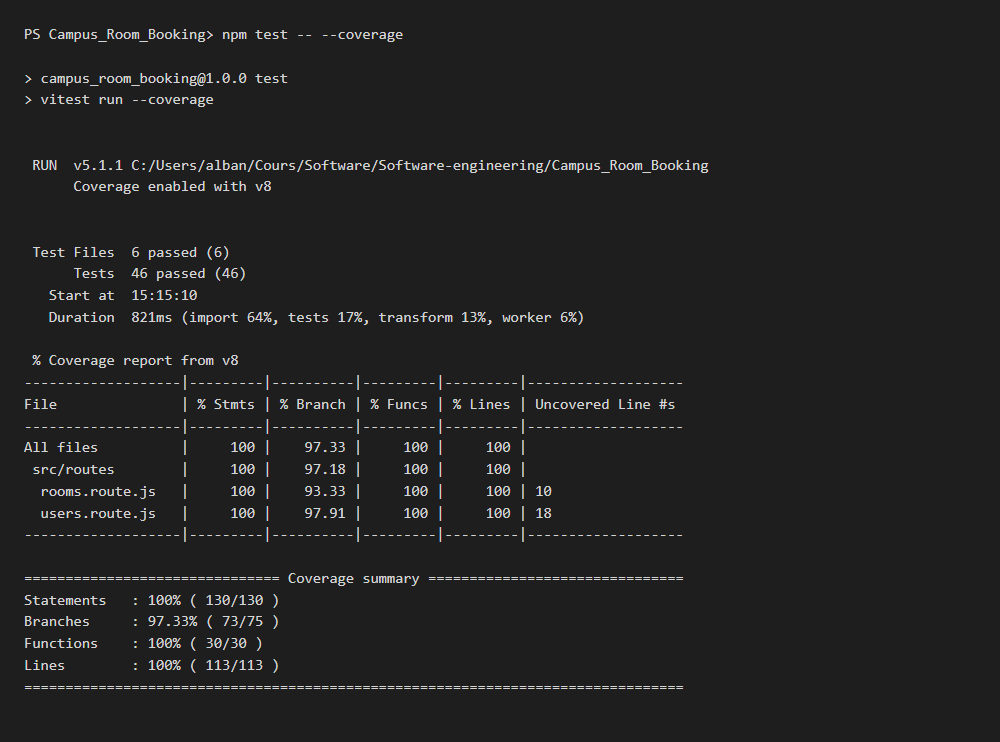 PS Campus_Room_Booking> npm test -- --coverage
> campus_room_booking@1.0.0 test
> vitest run --coverage
RUN  v5.1.1 C:/Users/alban/Cours/Software/Software-engineering/Campus_Room_Booking
Coverage enabled with v8
Test Files  6 passed (6)
Tests  46 passed (46)
Start at  15:15:10
Duration  821ms (import 64%, tests 17%, transform 13%, worker 6%)
% Coverage report from v8
-------------------|---------|----------|---------|---------|-------------------
File               | % Stmts | % Branch | % Funcs | % Lines | Uncovered Line #s
-------------------|---------|----------|---------|---------|-------------------
All files          |     100 |    97.33 |     100 |     100 |
 src/routes        |     100 |    97.18 |     100 |     100 |
  rooms.route.js   |     100 |    93.33 |     100 |     100 | 10
  users.route.js   |     100 |    97.91 |     100 |     100 | 18
-------------------|---------|----------|---------|---------|-------------------
=============================== Coverage summary ===============================
Statements   : 100% ( 130/130 )
Branches     : 97.33% ( 73/75 )
Functions    : 100% ( 30/30 )
Lines        : 100% ( 113/113 )
================================================================================